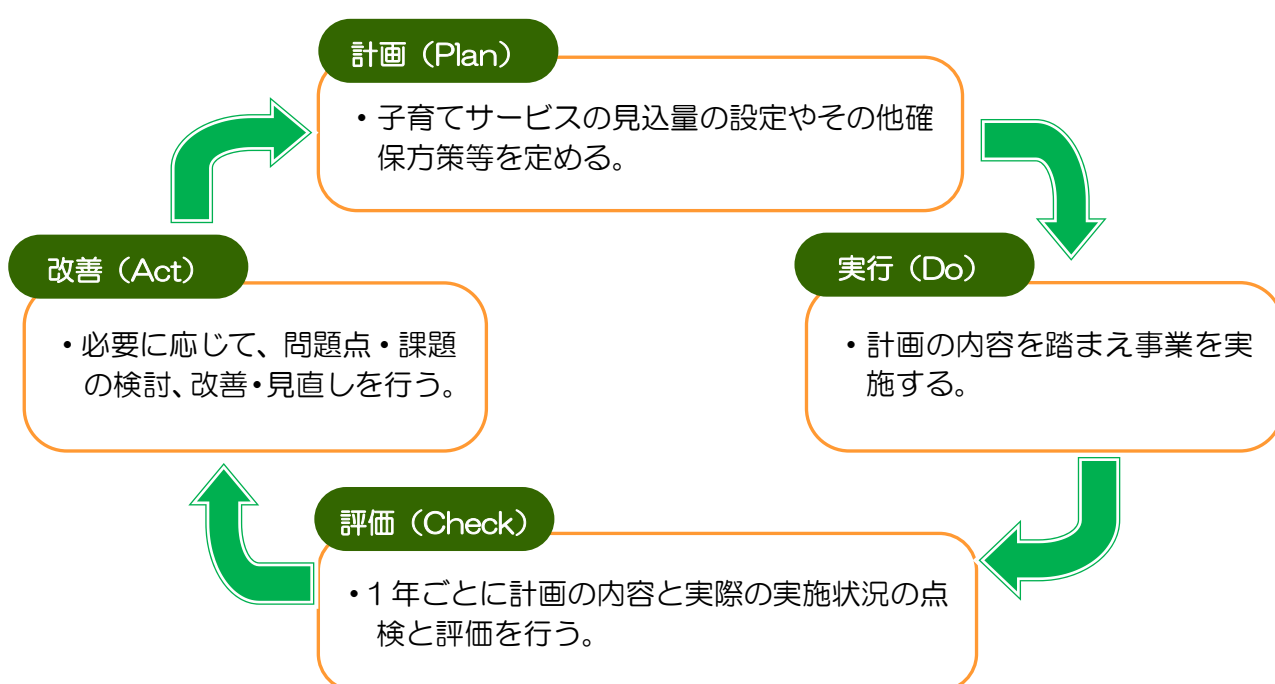 計画（Plan）
・子育てサービスの見込量の設定やその他確
保方策等を定める。
改善（Act）
・必要に応じて、問題点・課題
の検討、改善・見直しを行う。
実行（Do）
・計画の内容を踏まえ事業を実
施する。
評価（Check）
・１年ごとに計画の内容と実際の実施状況の点
検と評価を行う。